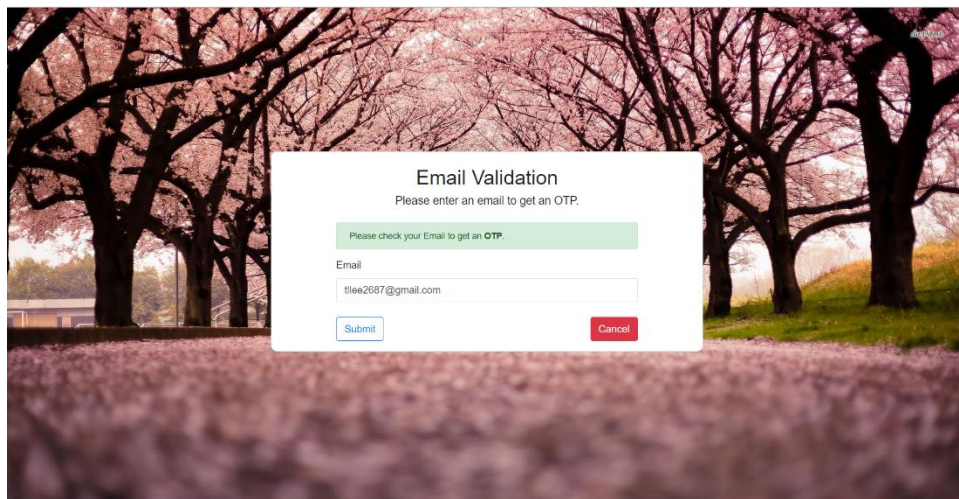 Email Validation
Please enter an email to get an OTP.
Please check your Email to get an OTP.
Email
tllee2687@gmail.com
Submit
Cancel